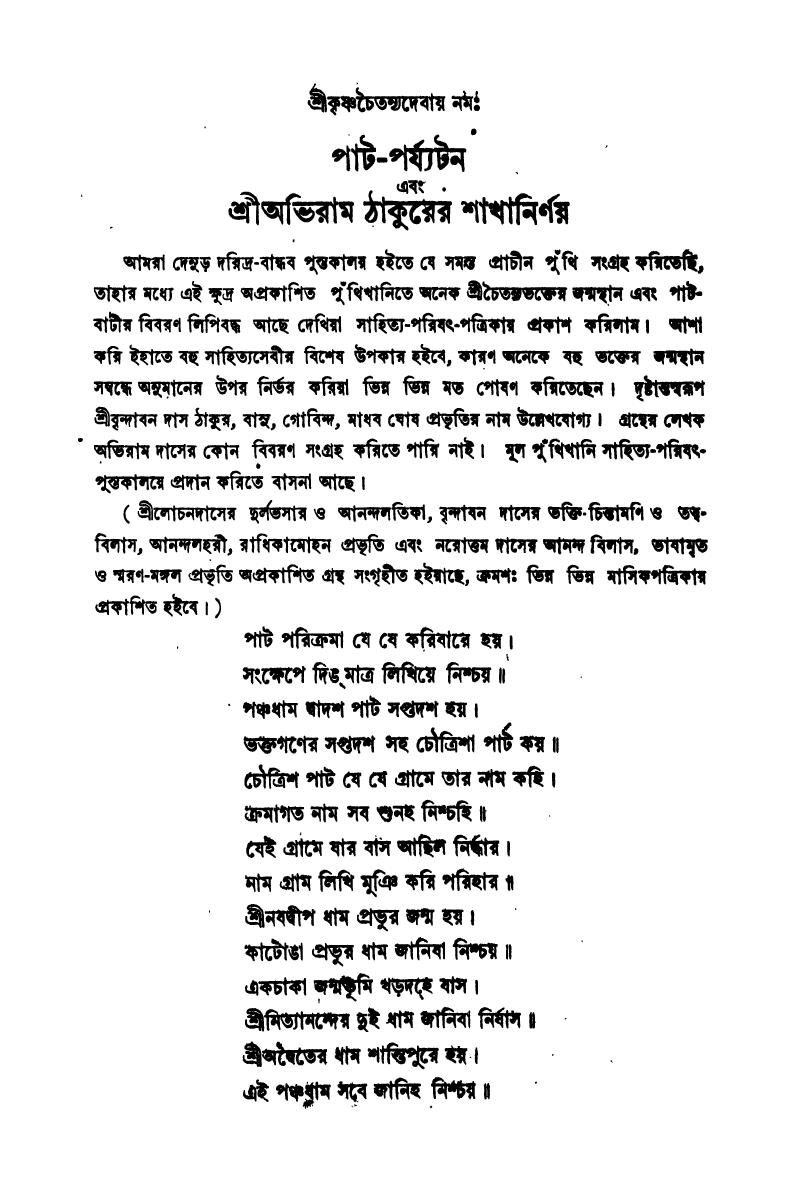 শ্রীকৃষ্ণচৈতন্যদেবায় নমঃ
পাট-পর্য্যটন
এবং
শ্রীঅভিরাম ঠাকুরের শাখানির্ণয়
আমরা দেনুড় দরিদ্র-বান্ধব পুস্তকালয় হইতে যে সমস্ত প্রাচীন পুঁথি সংগ্রহ করিতেছি,
তাহার মধ্যে এই ক্ষুদ্র অপ্রকাশিত পুঁথিখানিতে অনেক শ্রীচৈতন্যভক্তের জন্মস্থান এবং পাট-
বাটীর বিবরণ লিপিবদ্ধ আছে দেখিয়া সাহিত্য-পরিষৎ-পত্রিকার প্রকাশ করিলাম। আশা
করি ইহাতে বহু সাহিত্যসেবীর বিশেষ উপকার হইবে, কারণ অনেকে বহু ভক্তের জন্মস্থান
সম্বন্ধে অনুমানের উপর নির্ভর করিয়া ভিন্ন ভিন্ন মত পোষণ করিতেছেন। দৃষ্টান্তস্বরূপ
শ্রীবৃন্দাবন দাস ঠাকুর, বাসু, গোবিন্দ, মাধব ঘোষ প্রভৃতির নাম উল্লেখযোগ্য। গ্রন্থের লেখক
অভিরাম দাসের কোন বিবরণ সংগ্রহ করিতে পারি নাই। মূল পুঁথিখানি সাহিত্য-পরিষৎ-
পুস্তকালয়ে প্রদান করিতে বাসনা আছে।
( শ্রীলোচনদাসের দুর্লভসার ও আনন্দলতিকা, বৃন্দাবন দাসের ভক্তি-চিন্তামণি ও তত্ত্ব-
বিলাস, আনন্দলহরী, রাধিকামোহন প্রভৃতি এবং নরোত্তম দাসের আনন্দ বিলাস, ভাষামৃত
ও স্মরণ-মঙ্গল প্রভৃতি অপ্রকাশিত গ্রন্থ সংগৃহীত হইয়াছে, ক্রমশঃ ভিন্ন ভিন্ন মাসিকপত্রিকার
প্রকাশিত হইবে। )
পাট পরিক্রমা যে যে করিবারে হয়।
সংক্ষেপে দিঙ্মাত্র লিখিয়ে নিশ্চয়॥
পঞ্চধাম দ্বাদশ পাট সপ্তদশ হয়।
ভক্তগণের সপ্তদশ সহ চৌত্রিশা পাট কয়॥
চৌত্রিশ পাট যে যে গ্রামে তার নাম কহি।
ক্রমাগত নাম সব শুনহ নিশ্চহি॥
যেই গ্রামে যার বাস আছিল নির্দ্ধার।
নাম গ্রাম লিখি মুঞি করি পরিহার॥
শ্রীনবদ্বীপ ধাম প্রভুর জন্ম হয়।
কাটোঙা প্রভুর ধাম জানিবা নিশ্চয়॥
একচাকা জন্মভূমি খড়দহে বাস।
শ্রীনিত্যানন্দের দুই ধাম জানিবা নির্যাস॥
শ্রীঅদ্বৈতের ধাম শান্তিপুরে হয়।
এই পঞ্চধাম সবে জানিহ নিশ্চয়॥